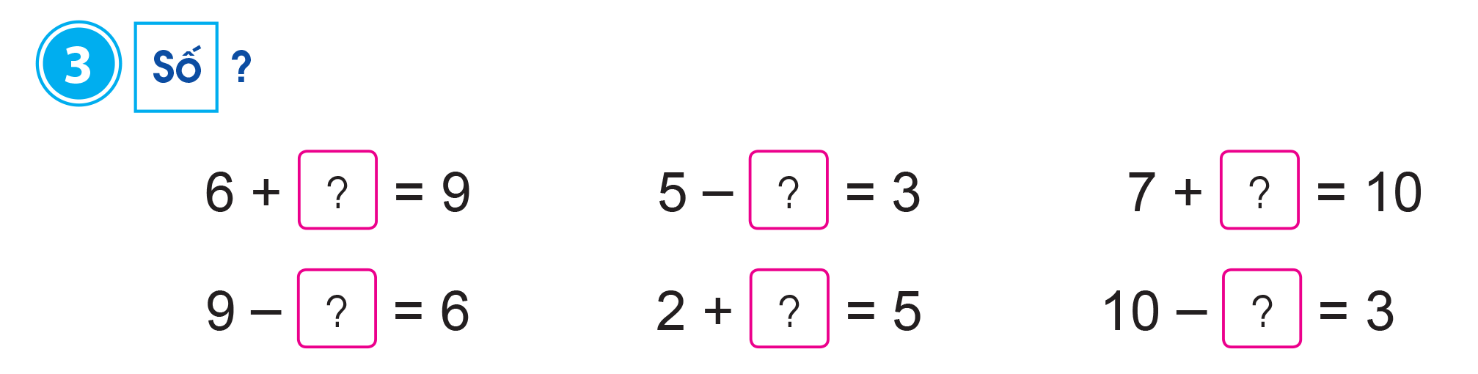 3 Số ?
6 + ? = 9 5 – ? = 3 7 + ? = 10
9 – ? = 6 2 + ? = 5 10 – ? = 3